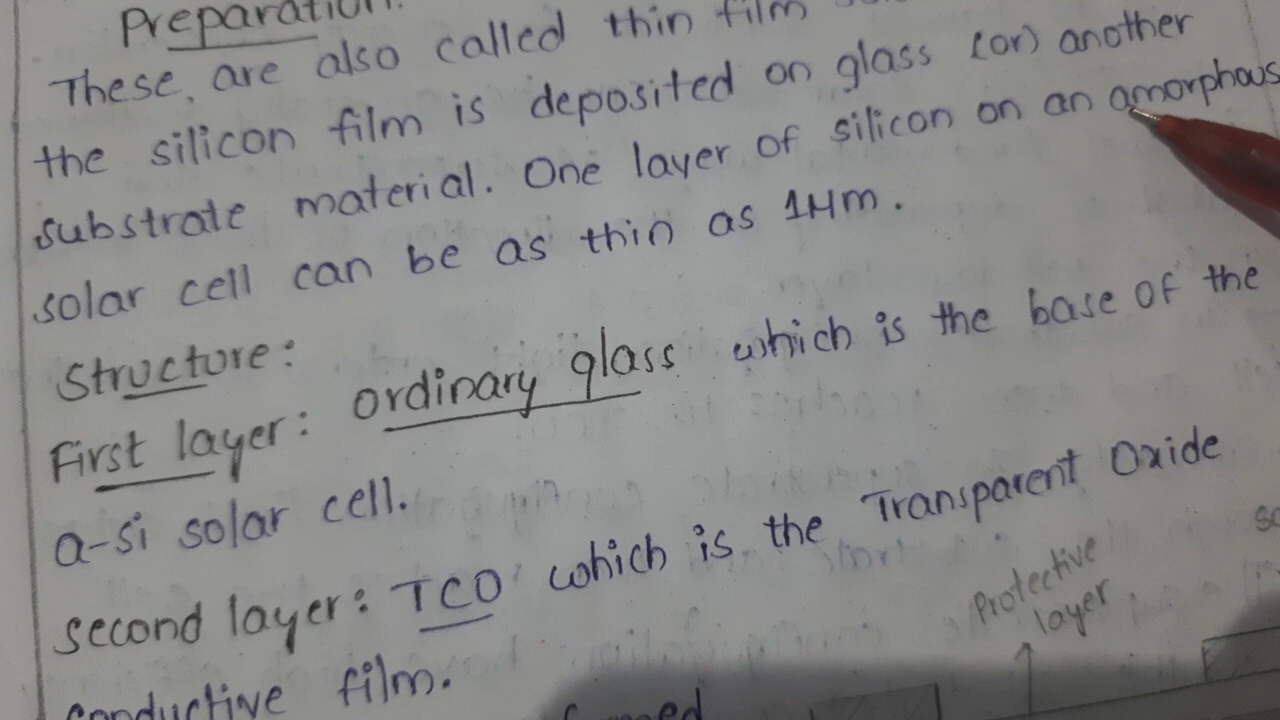 Preparation:
These are also called thin film
the silicon film is deposited on glass (or) another
substrate material. One layer of silicon on an amorphous
solar cell can be as thin as 1μm.
Structure:
First layer: ordinary glass which is the base of the
a-si solar cell.
second layer: TCO which is the Transparent Oxide
conductive film.
Protective
layer